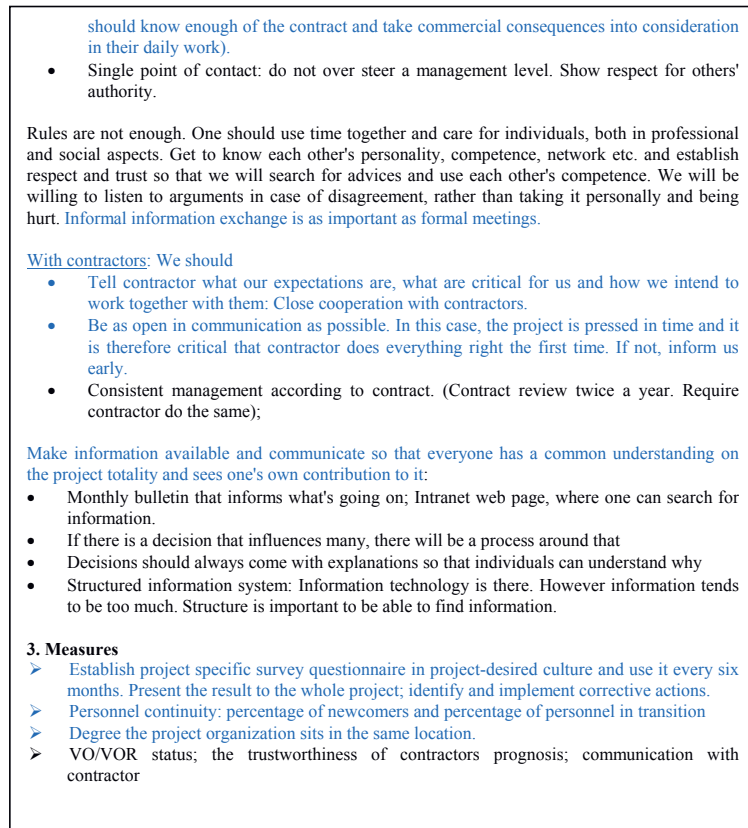 should know enough of the contract and take commercial consequences into consideration
in their daily work).
• Single point of contact: do not over steer a management level. Show respect for others'
authority.
Rules are not enough. One should use time together and care for individuals, both in professional
and social aspects. Get to know each other's personality, competence, network etc. and establish
respect and trust so that we will search for advices and use each other's competence. We will be
willing to listen to arguments in case of disagreement, rather than taking it personally and being
hurt. Informal information exchange is as important as formal meetings.
With contractors: We should
• Tell contractor what our expectations are, what are critical for us and how we intend to
work together with them: Close cooperation with contractors.
• Be as open in communication as possible. In this case, the project is pressed in time and it
is therefore critical that contractor does everything right the first time. If not, inform us
early.
• Consistent management according to contract. (Contract review twice a year. Require
contractor do the same);
Make information available and communicate so that everyone has a common understanding on
the project totality and sees one's own contribution to it:
• Monthly bulletin that informs what's going on; Intranet web page, where one can search for
information.
• If there is a decision that influences many, there will be a process around that
• Decisions should always come with explanations so that individuals can understand why
• Structured information system: Information technology is there. However information tends
to be too much. Structure is important to be able to find information.
3. Measures
➢ Establish project specific survey questionnaire in project-desired culture and use it every six
months. Present the result to the whole project; identify and implement corrective actions.
➢ Personnel continuity: percentage of newcomers and percentage of personnel in transition
➢ Degree the project organization sits in the same location.
➢ VO/VOR status; the trustworthiness of contractors prognosis; communication with
contractor